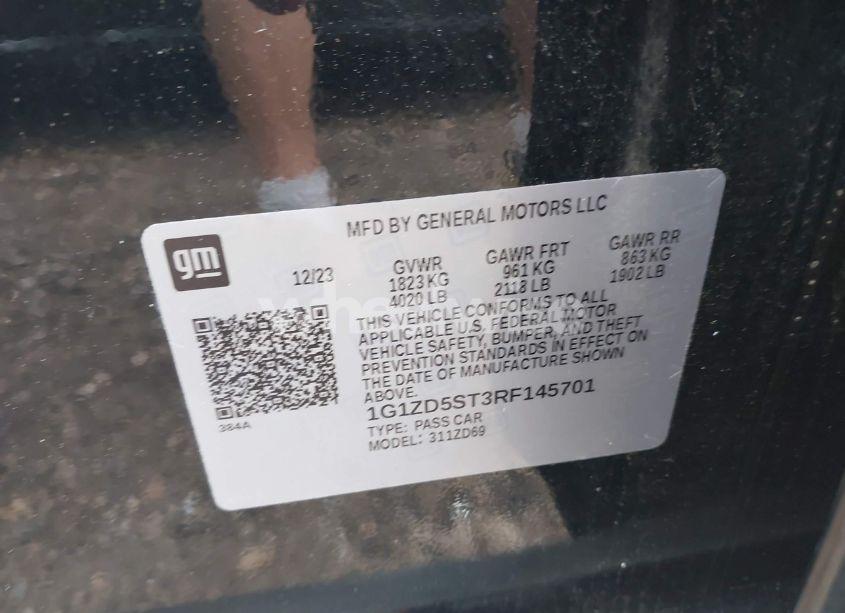 MFD BY GENERAL MOTORS LLC
gm
12/23
GVWR
1823 KG
4020 LB
GAWR FRT
961 KG
2118 LB
GAWR RR
863 KG
1902 LB
THIS VEHICLE CONFORMS TO ALL
APPLICABLE U.S. FEDERAL MOTOR
VEHICLE SAFETY, BUMPER, AND THEFT
PREVENTION STANDARDS IN EFFECT ON
THE DATE OF MANUFACTURE SHOWN
ABOVE.
1G1ZD5ST3RF145701
TYPE: PASS CAR
MODEL: 311ZD69
384A